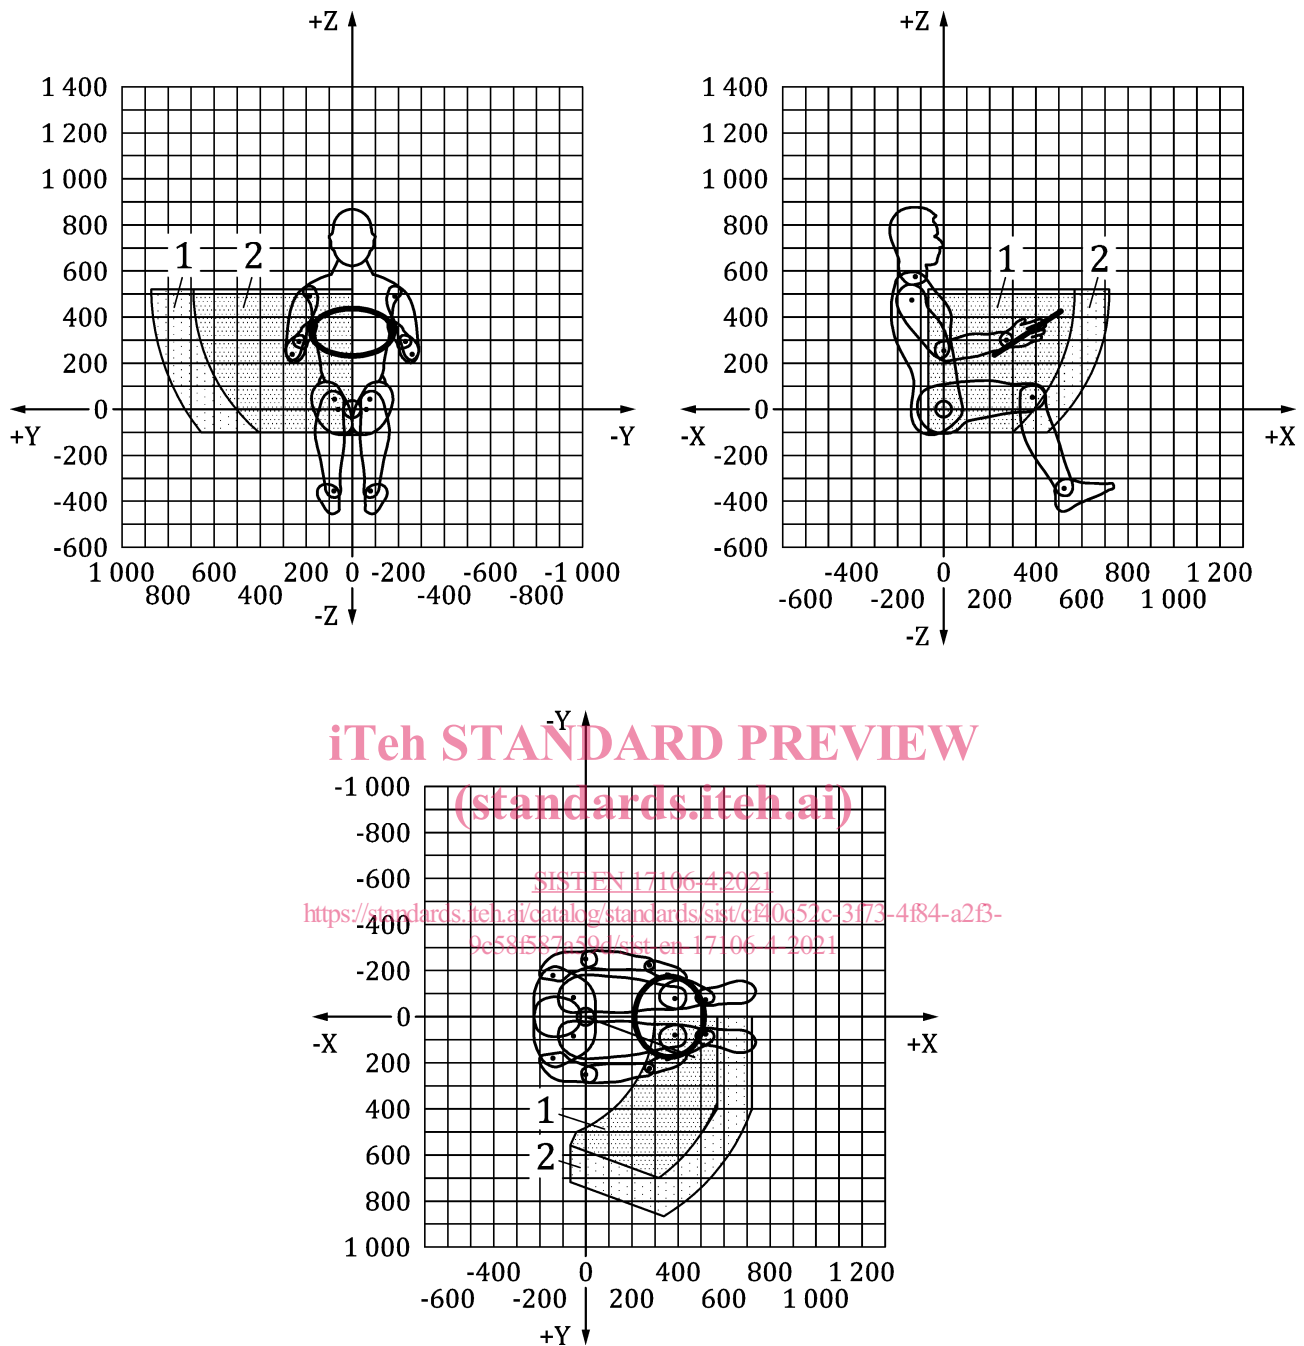 +Z
1 400
1 200
1 000
800
600
400
200
0
-200
-400
-600
1
2
+Y
-Y
1 000 600 200 0 -200 -600 -1 000
800 400 -400 -800
-Z
+Z
1 400
1 200
1 000
800
600
400
200
0
-200
-400
-600
1
2
-X
+X
-400 0 400 800 1 200
-600 -200 200 600 1 000
-Z
-Y
iTeh STANDARD PREVIEW
(standards.iteh.ai)
SIST EN 17106-4:2021
https://standards.iteh.ai/catalog/standards/sist/cf40c52c-3f73-4f84-a2f3-
9c58f587a59d/sist-en-17106-4-2021
-1 000
-800
-600
-400
-200
0
200
400
600
800
1 000
-X
+X
1
2
-400 0 400 800 1 200
-600 -200 200 600 1 000
+Y